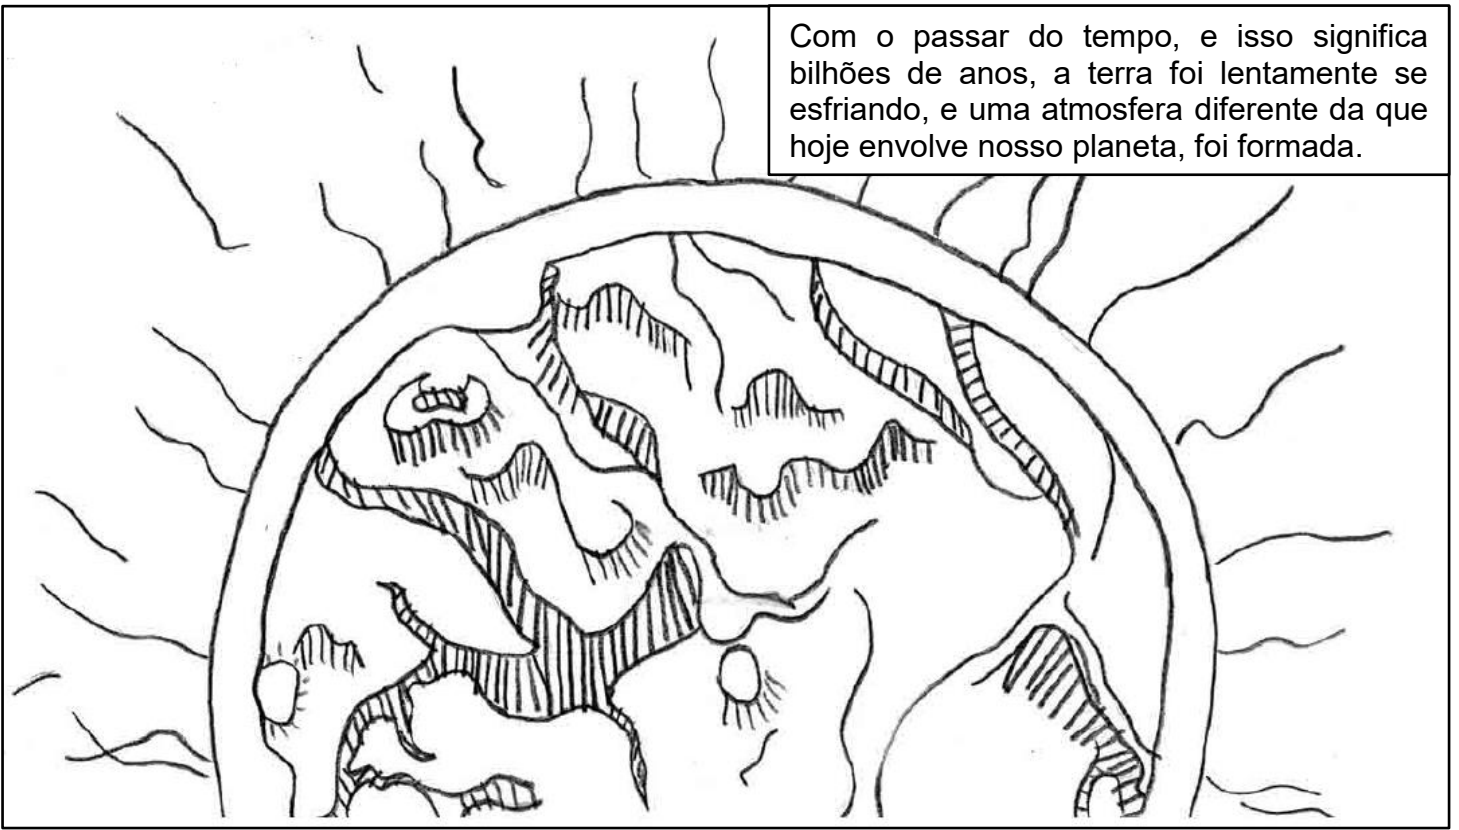 Com o passar do tempo, e isso significa
bilhões de anos, a terra foi lentamente se
esfriando, e uma atmosfera diferente da que
hoje envolve nosso planeta, foi formada.